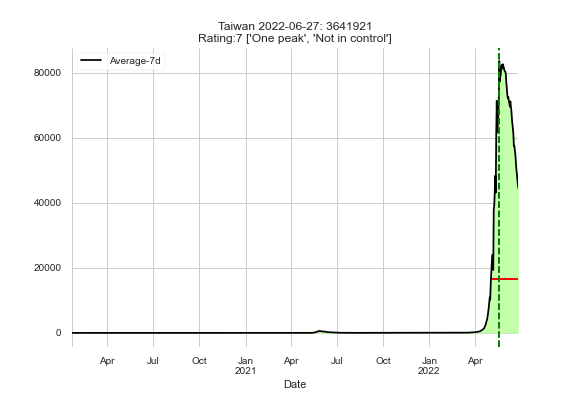 Taiwan 2022-06-27: 3641921
Rating:7 ['One peak', 'Not in control']
Average-7d
80000
60000
40000
20000
0
Apr Jul Oct Jan Apr Jul Oct Jan Apr
2021 2022
Date